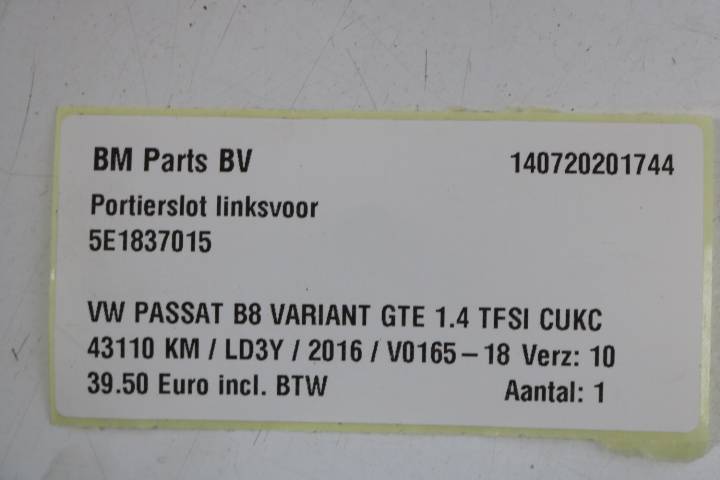 BM Parts BV 140720201744
Portierslot linksvoor
5E1837015
VW PASSAT B8 VARIANT GTE 1.4 TFSI CUKC
43110 KM / LD3Y / 2016 / V0165-18 Verz: 10
39.50 Euro incl. BTW Aantal: 1